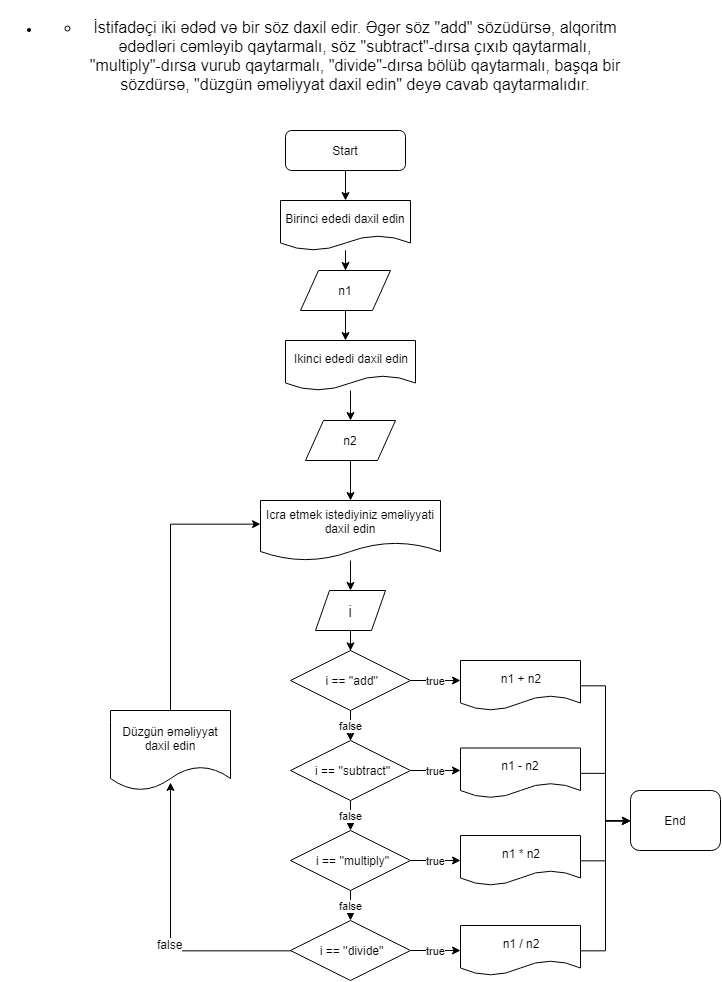 İstifadəçi iki ədəd və bir söz daxil edir. Əgər söz "add" sözüdürsə, alqoritm
ədədləri cəmləyib qaytarmalı, söz "subtract"-dırsa çıxıb qaytarmalı,
"multiply"-dırsa vurub qaytarmalı, "divide"-dırsa bölüb qaytarmalı, başqa bir
sözdürsə, "düzgün əməliyyat daxil edin" deyə cavab qaytarmalıdır.
Start
Birinci ededi daxil edin
n1
Ikinci ededi daxil edin
n2
Icra etmek istediyiniz əməliyyati
daxil edin
i
i == "add"
true
n1 + n2
false
Düzgün əməliyyat
daxil edin
i == "subtract"
true
n1 - n2
false
End
i == "multiply"
true
n1 * n2
false
false
i == "divide"
true
n1 / n2